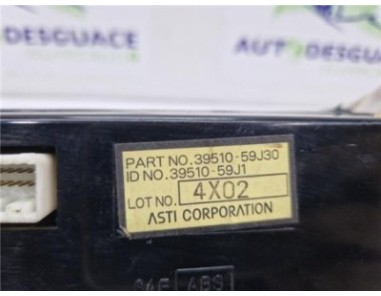 DESGUACE
AUTODESGUACE
PART NO. 39510-59J30
ID NO. 39510-59J1
LOT NO. 4X02
ASTI CORPORATION
ABS